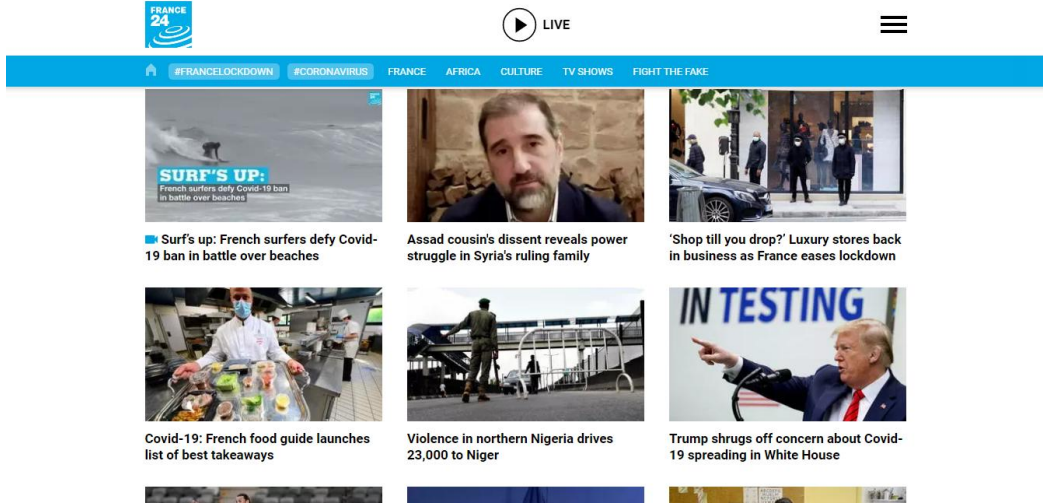 FRANCE
24
LIVE
#FRANCELOCKDOWN #CORONAVIRUS FRANCE AFRICA CULTURE TV SHOWS FIGHT THE FAKE
SURF'S UP:
French surfers defy Covid-19 ban
in battle over beaches
Surf's up: French surfers defy Covid-
19 ban in battle over beaches
Assad cousin's dissent reveals power
struggle in Syria's ruling family
‘Shop till you drop?’ Luxury stores back
in business as France eases lockdown
IN TESTING
Covid-19: French food guide launches
list of best takeaways
Violence in northern Nigeria drives
23,000 to Niger
Trump shrugs off concern about Covid-
19 spreading in White House